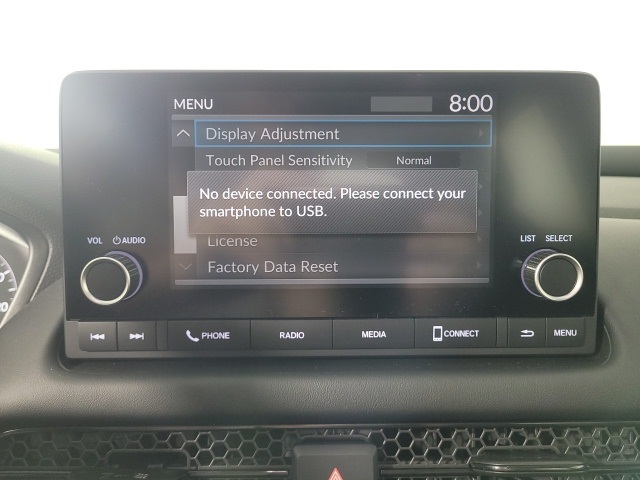 MENU 8:00
Display Adjustment
Touch Panel Sensitivity Normal
No device connected. Please connect your
smartphone to USB.
License
Factory Data Reset
VOL AUDIO
LIST SELECT
PHONE RADIO MEDIA CONNECT MENU
20